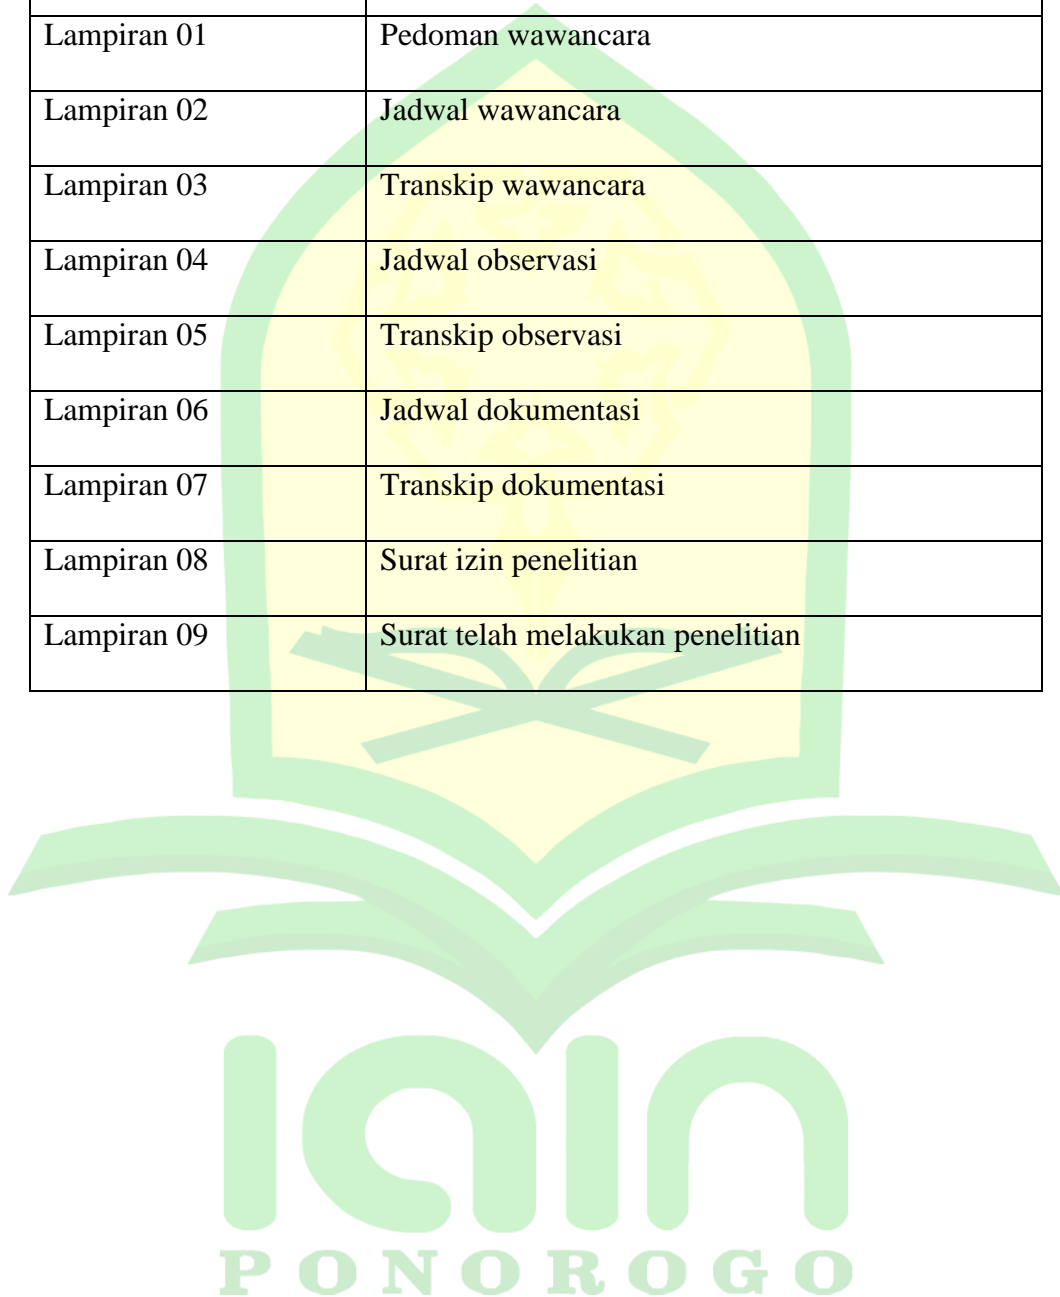 Lampiran 01 Pedoman wawancara
Lampiran 02 Jadwal wawancara
Lampiran 03 Transkip wawancara
Lampiran 04 Jadwal observasi
Lampiran 05 Transkip observasi
Lampiran 06 Jadwal dokumentasi
Lampiran 07 Transkip dokumentasi
Lampiran 08 Surat izin penelitian
Lampiran 09 Surat telah melakukan penelitian
iain
PONOROGO